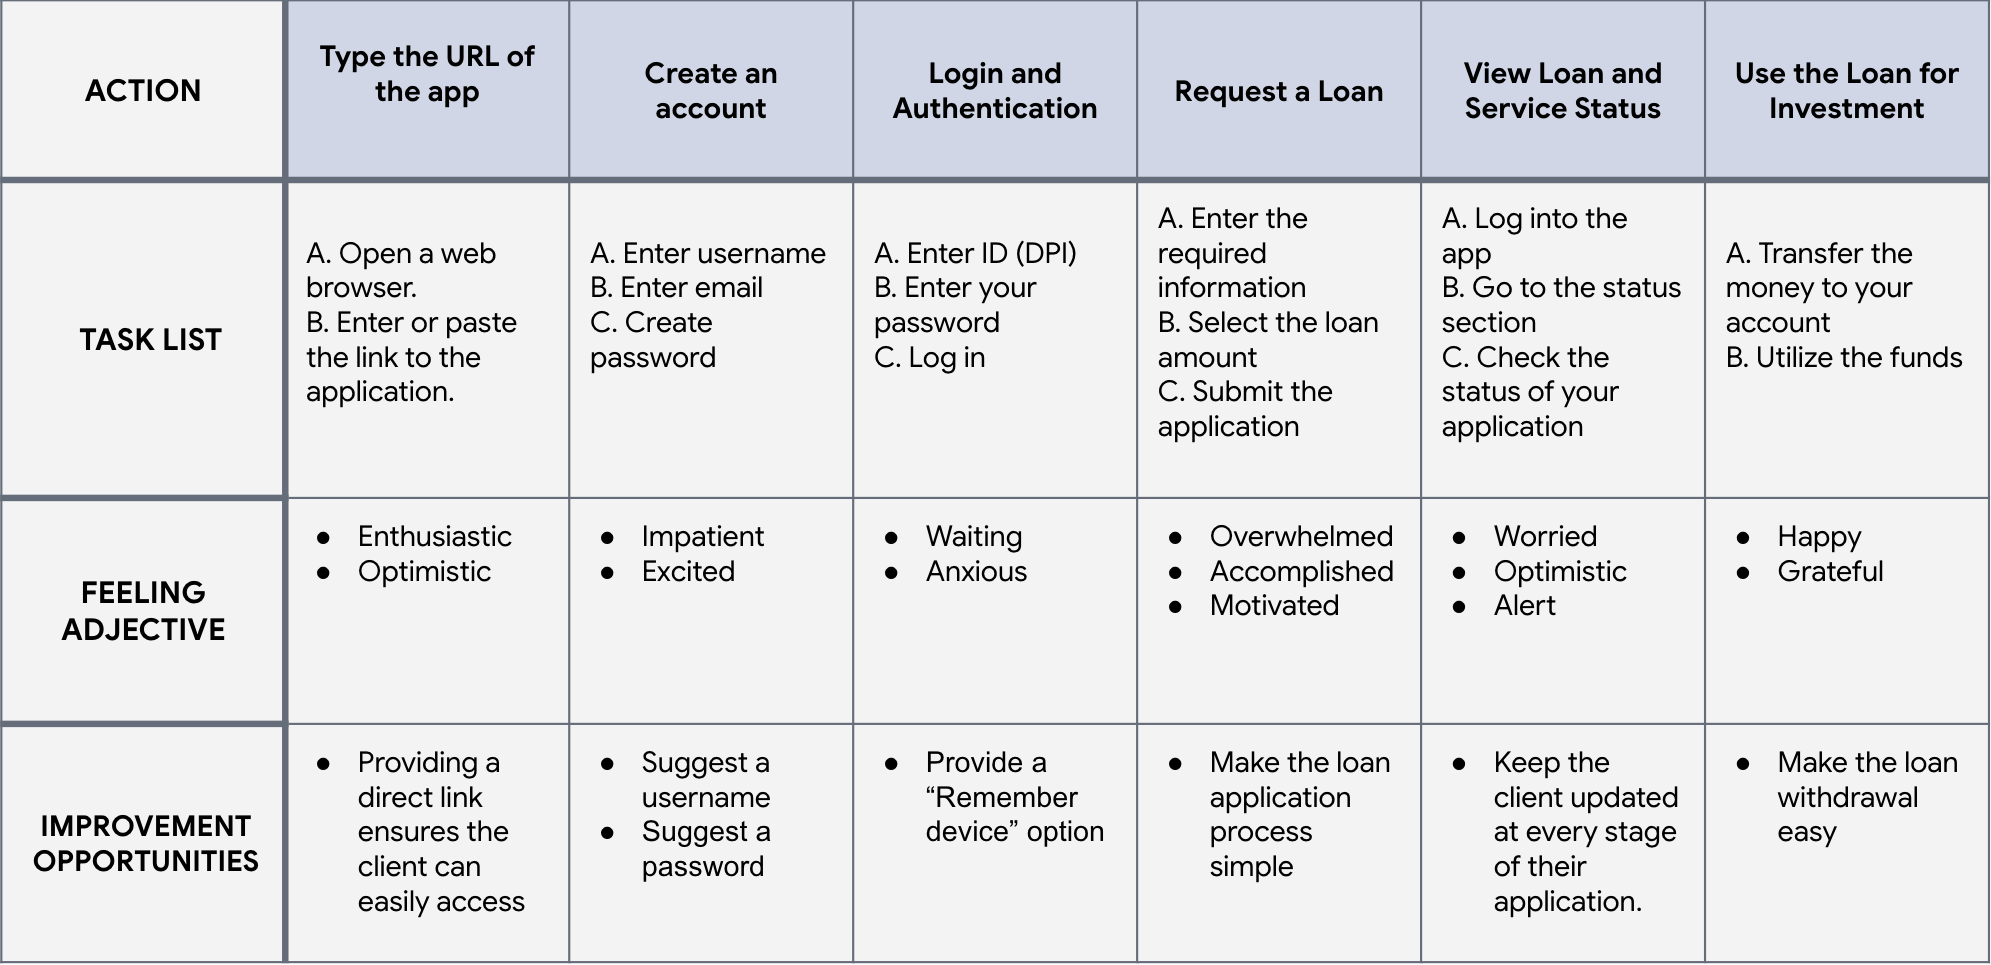 ACTION
Type the URL of
the app
Create an
account
Login and
Authentication
Request a Loan
View Loan and
Service Status
Use the Loan for
Investment
TASK LIST
A. Open a web
browser.
B. Enter or paste
the link to the
application.
A. Enter username
B. Enter email
C. Create
password
A. Enter ID (DPI)
B. Enter your
password
C. Log in
A. Enter the
required
information
B. Select the loan
amount
C. Submit the
application
A. Log into the
app
B. Go to the status
section
C. Check the
status of your
application
A. Transfer the
money to your
account
B. Utilize the funds
FEELING
ADJECTIVE
● Enthusiastic
● Optimistic
● Impatient
● Excited
● Waiting
● Anxious
● Overwhelmed
● Accomplished
● Motivated
● Worried
● Optimistic
● Alert
● Happy
● Grateful
IMPROVEMENT
OPPORTUNITIES
● Providing a
direct link
ensures the
client can
easily access
● Suggest a
username
● Suggest a
password
● Provide a
“Remember
device” option
● Make the loan
application
process
simple
● Keep the
client updated
at every stage
of their
application.
● Make the loan
withdrawal
easy